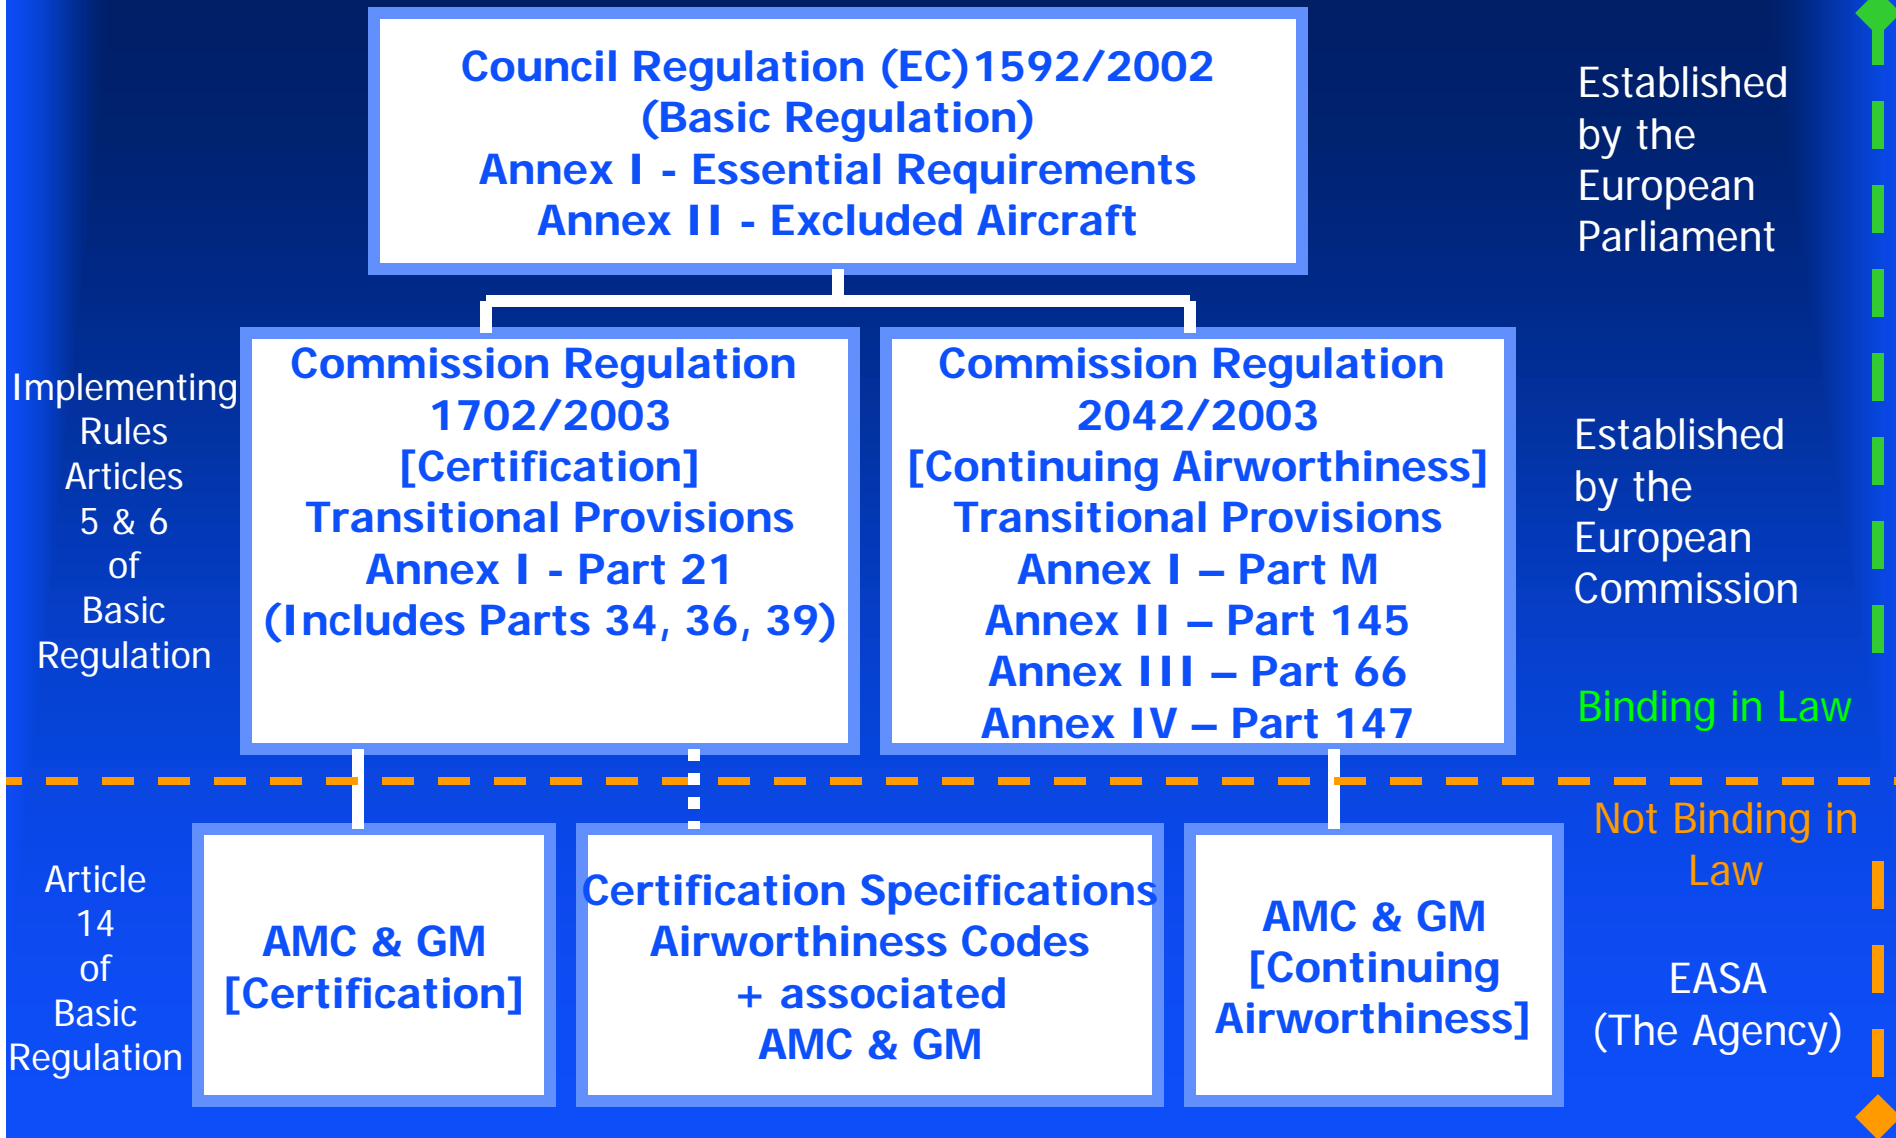 Council Regulation (EC)1592/2002
(Basic Regulation)
Annex I - Essential Requirements
Annex II - Excluded Aircraft
Established
by the
European
Parliament
Implementing
Rules
Articles
5 & 6
of
Basic
Regulation
Commission Regulation
1702/2003
[Certification]
Transitional Provisions
Annex I - Part 21
(Includes Parts 34, 36, 39)
Commission Regulation
2042/2003
[Continuing Airworthiness]
Transitional Provisions
Annex I – Part M
Annex II – Part 145
Annex III – Part 66
Annex IV – Part 147
Established
by the
European
Commission
Binding in Law
Not Binding in
Law
Article
14
of
Basic
Regulation
AMC & GM
[Certification]
Certification Specifications
Airworthiness Codes
+ associated
AMC & GM
AMC & GM
[Continuing
Airworthiness]
EASA
(The Agency)